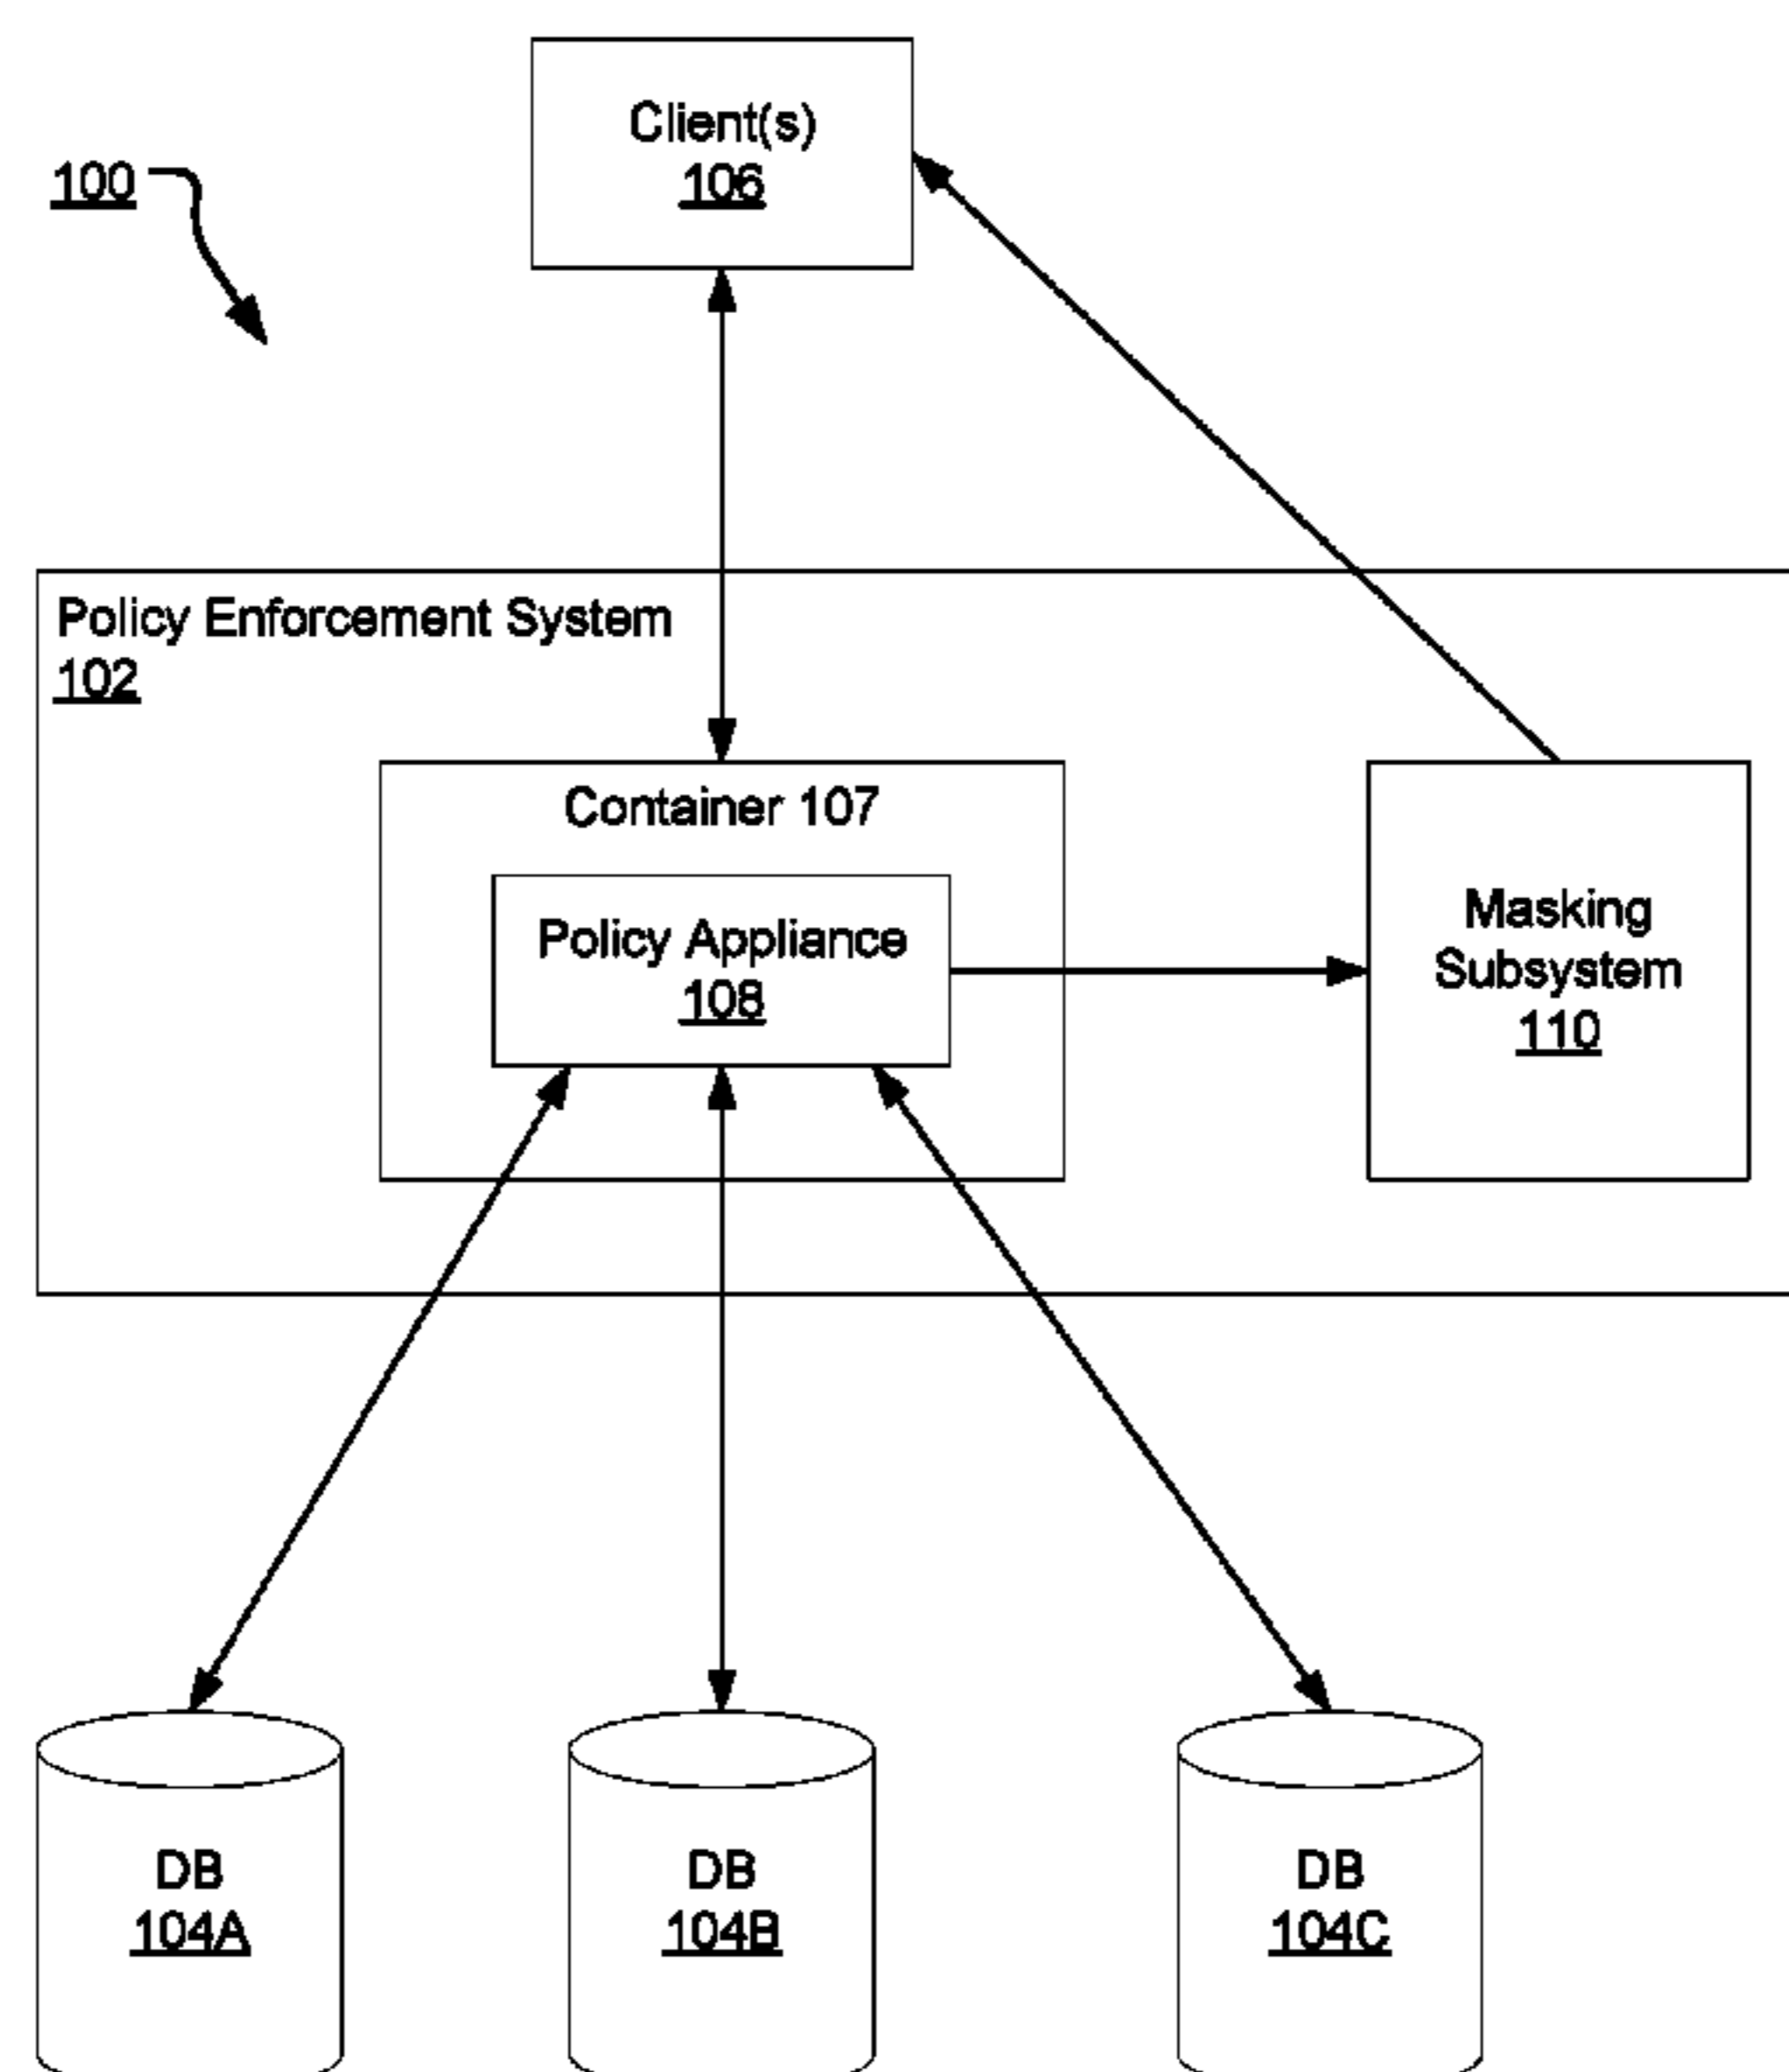 Client(s)
106
100
Policy Enforcement System
102
Container 107
Policy Appliance
108
Masking
Subsystem
110
DB
104A
DB
104B
DB
104C